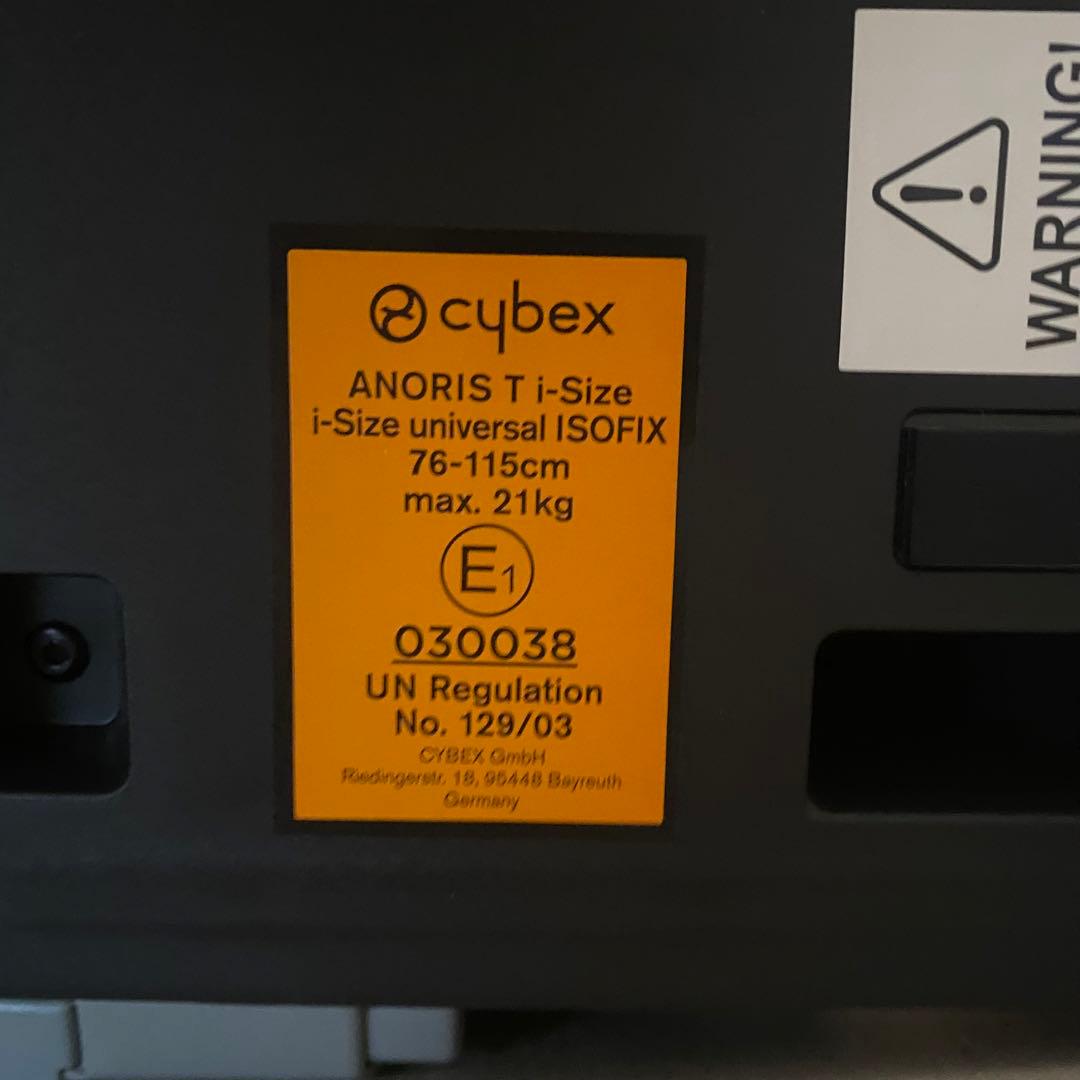 cybex
ANORIS T i-Size
i-Size universal ISOFIX
76-115cm
max. 21kg
E1
030038
UN Regulation
No. 129/03
CYBEX GmbH
Riedingerstr. 18, 95448 Bayreuth
Germany
WARNING!